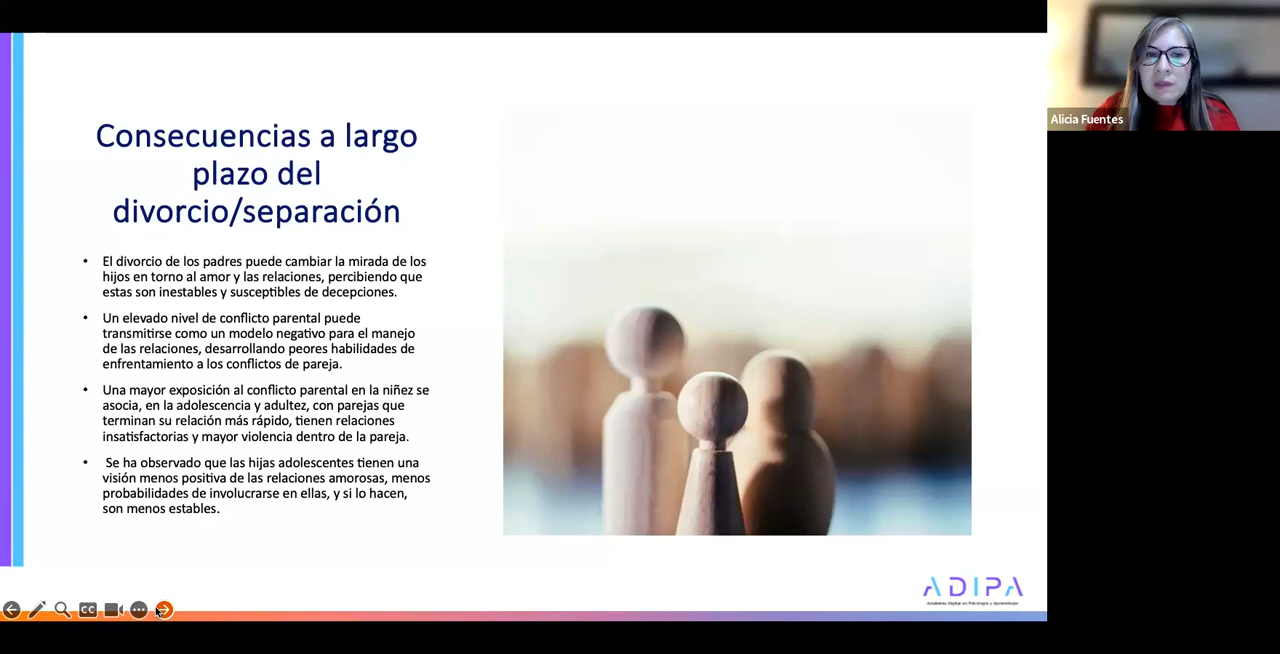 Consecuencias a largo
plazo del
divorcio/separación
• El divorcio de los padres puede cambiar la mirada de los
hijos en torno al amor y las relaciones, percibiendo que
estas son inestables y susceptibles de decepciones.
• Un elevado nivel de conflicto parental puede
transmitirse como un modelo negativo para el manejo
de las relaciones, desarrollando peores habilidades de
enfrentamiento a los conflictos de pareja.
• Una mayor exposición al conflicto parental en la niñez se
asocia, en la adolescencia y adultez, con parejas que
terminan su relación más rápido, tienen relaciones
insatisfactorias y mayor violencia dentro de la pareja.
• Se ha observado que las hijas adolescentes tienen una
visión menos positiva de las relaciones amorosas, menos
probabilidades de involucrarse en ellas, y si lo hacen,
son menos estables.
Alicia Fuentes
ADIPA
Academia Digital en Psicología y Aprendizaje
CC